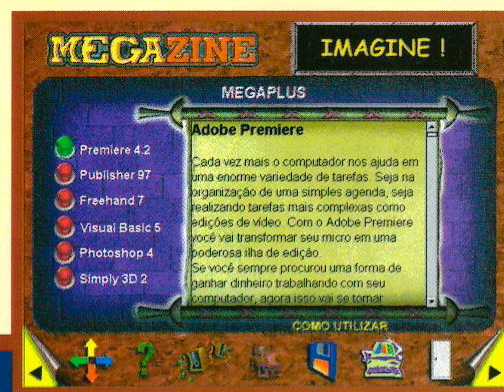 MEGAZINE
IMAGINE !
MEGAPLUS
Premiere 4.2
Publisher 97
Freehand 7
Visual Basic 5
Photoshop 4
Simply 3D 2
Adobe Premiere
Cada vez mais o computador nos ajuda em
uma enorme variedade de tarefas. Seja na
organização de uma simples agenda, seja
realizando tarefas mais complexas como
edições de vídeo. Com o Adobe Premiere
você vai transformar seu micro em uma
poderosa ilha de edição.
Se você sempre procurou uma forma de
ganhar dinheiro trabalhando com seu
computador, agora isso vai se tornar
COMO UTILIZAR
?